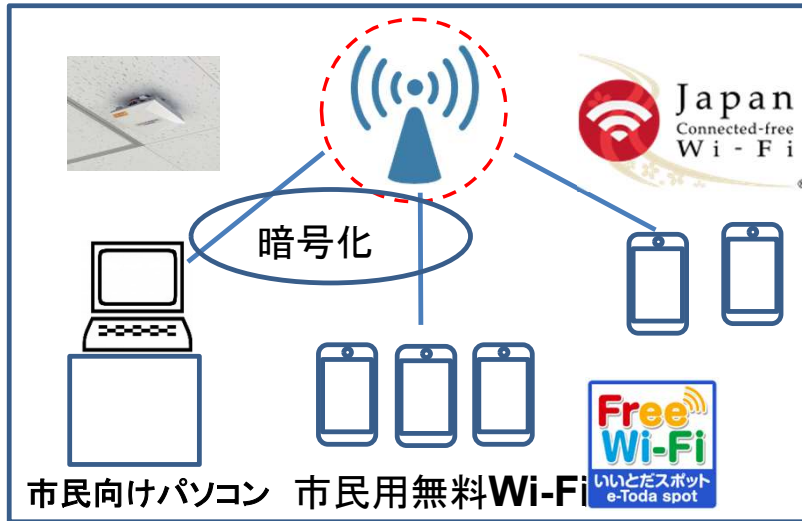 Japan
Connected-free
Wi-Fi
®
暗号化
Free
Wi-Fi
いいとだスポット
e-Toda spot
市民向けパソコン
市民用無料Wi-Fi